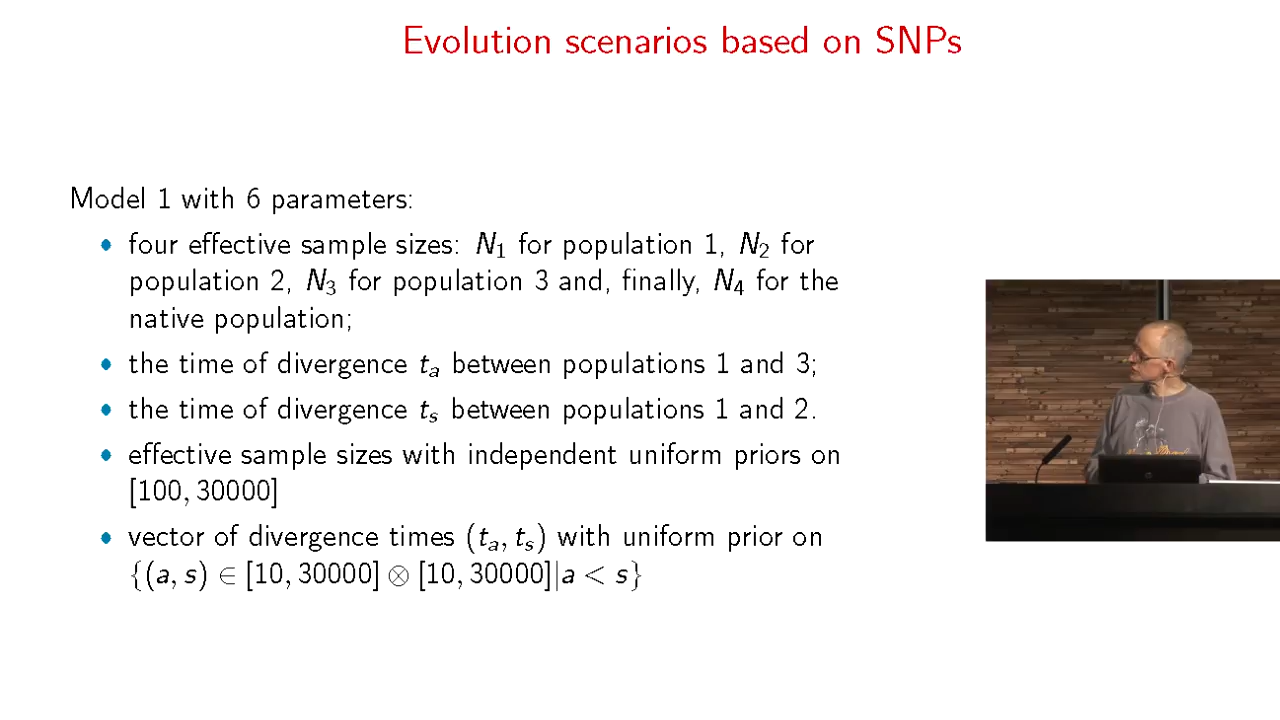 Evolution scenarios based on SNPs
Model 1 with 6 parameters:
• four effective sample sizes: N₁ for population 1, N₂ for
population 2, N₃ for population 3 and, finally, N₄ for the
native population;
• the time of divergence tₐ between populations 1 and 3;
• the time of divergence tₛ between populations 1 and 2.
• effective sample sizes with independent uniform priors on
[100, 30000]
• vector of divergence times (tₐ, tₛ) with uniform prior on
{(a, s) ∈ [10, 30000] ⊗ [10, 30000]|a < s}